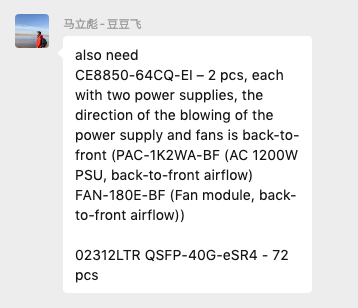 马立彪-豆豆飞
also need
CE8850-64CQ-EI – 2 pcs, each
with two power supplies, the
direction of the blowing of the
power supply and fans is back-to-
front (PAC-1K2WA-BF (AC 1200W
PSU, back-to-front airflow)
FAN-180E-BF (Fan module, back-
to-front airflow))
02312LTR QSFP-40G-eSR4 - 72
pcs